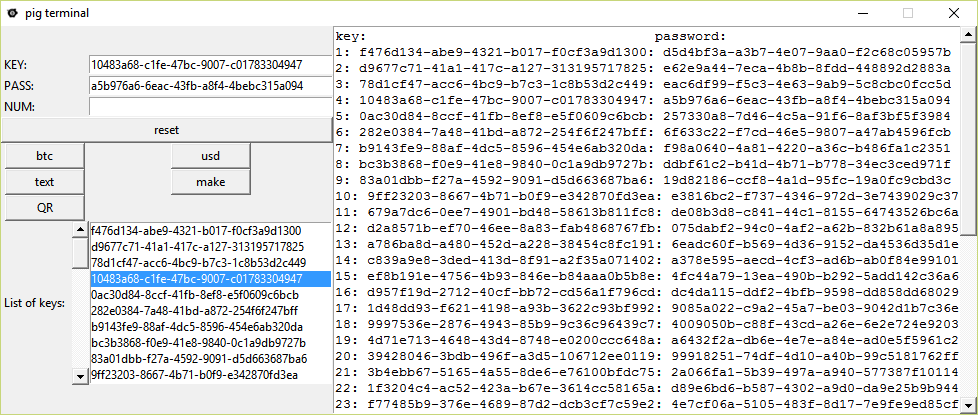 pig terminal
KEY: 10483a68-c1fe-47bc-9007-c01783304947
PASS: a5b976a6-6eac-43fb-a8f4-4bebc315a094
NUM:
reset
btc usd
text make
QR
List of keys:
f476d134-abe9-4321-b017-f0cf3a9d1300
d9677c71-41a1-417c-a127-313195717825
78d1cf47-acc6-4bc9-b7c3-1c8b53d2c449
10483a68-c1fe-47bc-9007-c01783304947
0ac30d84-8ccf-41fb-8ef8-e5f0609c6bcb
282e0384-7a48-41bd-a872-254f6f247bff
b9143fe9-88af-4dc5-8596-454e6ab320da
bc3b3868-f0e9-41e8-9840-0c1a9db9727b
83a01dbb-f27a-4592-9091-d5d663687ba6
9ff23203-8667-4b71-b0f9-e342870fd3ea
key: password:
1: f476d134-abe9-4321-b017-f0cf3a9d1300: d5d4bf3a-a3b7-4e07-9aa0-f2c68c05957b
2: d9677c71-41a1-417c-a127-313195717825: e62e9a44-7eca-4b8b-8fdd-448892d2883a
3: 78d1cf47-acc6-4bc9-b7c3-1c8b53d2c449: eac6df99-f5c3-4e63-9ab9-5c8cbc0fcc5d
4: 10483a68-c1fe-47bc-9007-c01783304947: a5b976a6-6eac-43fb-a8f4-4bebc315a094
5: 0ac30d84-8ccf-41fb-8ef8-e5f0609c6bcb: 257330a8-7d46-4c5a-91f6-8af3bf5f3984
6: 282e0384-7a48-41bd-a872-254f6f247bff: 6f633c22-f7cd-46e5-9807-a47ab4596fcb
7: b9143fe9-88af-4dc5-8596-454e6ab320da: f98a0640-4a81-4220-a36c-b486fa1c2351
8: bc3b3868-f0e9-41e8-9840-0c1a9db9727b: ddbf61c2-b41d-4b71-b778-34ec3ced971f
9: 83a01dbb-f27a-4592-9091-d5d663687ba6: 19d82186-ccf8-4a1d-95fc-19a0fc9cbd3c
10: 9ff23203-8667-4b71-b0f9-e342870fd3ea: e3816bc2-f737-4346-972d-3e7439029c37
11: 679a7dc6-0ee7-4901-bd48-58613b811fc8: de08b3d8-c841-44c1-8155-64743526bc6a
12: d2a8571b-ef70-46ee-8a83-fab4868767fb: 075dabf2-94c0-4af2-a62b-832b61a8a895
13: a786ba8d-a480-452d-a228-38454c8fc191: 6eadc60f-b569-4d36-9152-da4536d35d1e
14: c839a9e8-3ded-413d-8f91-a2f35a071402: a378e595-aecd-4cf3-ad6b-ab0f84e99101
15: ef8b191e-4756-4b93-846e-b84aaa0b5b8e: 4fc44a79-13ea-490b-b292-5add142c36a6
16: d957f19d-2712-40cf-bb72-cd56a1f796cd: dc4da115-ddf2-4bfb-9598-dd858dd68029
17: 1d48dd93-f621-4198-a93b-3622c93bf992: 9085a022-c9a2-45a7-be03-9042d1b7c36e
18: 9997536e-2876-4943-85b9-9c36c96439c7: 4009050b-c88f-43cd-a26e-6e2e724e9203
19: 4d71e713-4648-43d4-8748-e0200ccc648a: a6432f2a-db6e-4e7e-a84e-ad0e5f5961c2
20: 39428046-3bdb-496f-a3d5-106712ee0119: 99918251-74df-4d10-a40b-99c5181762ff
21: 3b4ebb67-5165-4a55-8de6-e76100bfdc75: 2a066fa1-5b39-497a-a940-577387f10114
22: 1f3204c4-ac52-423a-b67e-3614cc58165a: d89e6bd6-b587-4302-a9d0-da9e25b9b944
23: f77485b9-376e-4689-87d2-dcb3cf7c59e2: 4e7cf06a-5105-483f-8d17-7e9fe9ed85cf